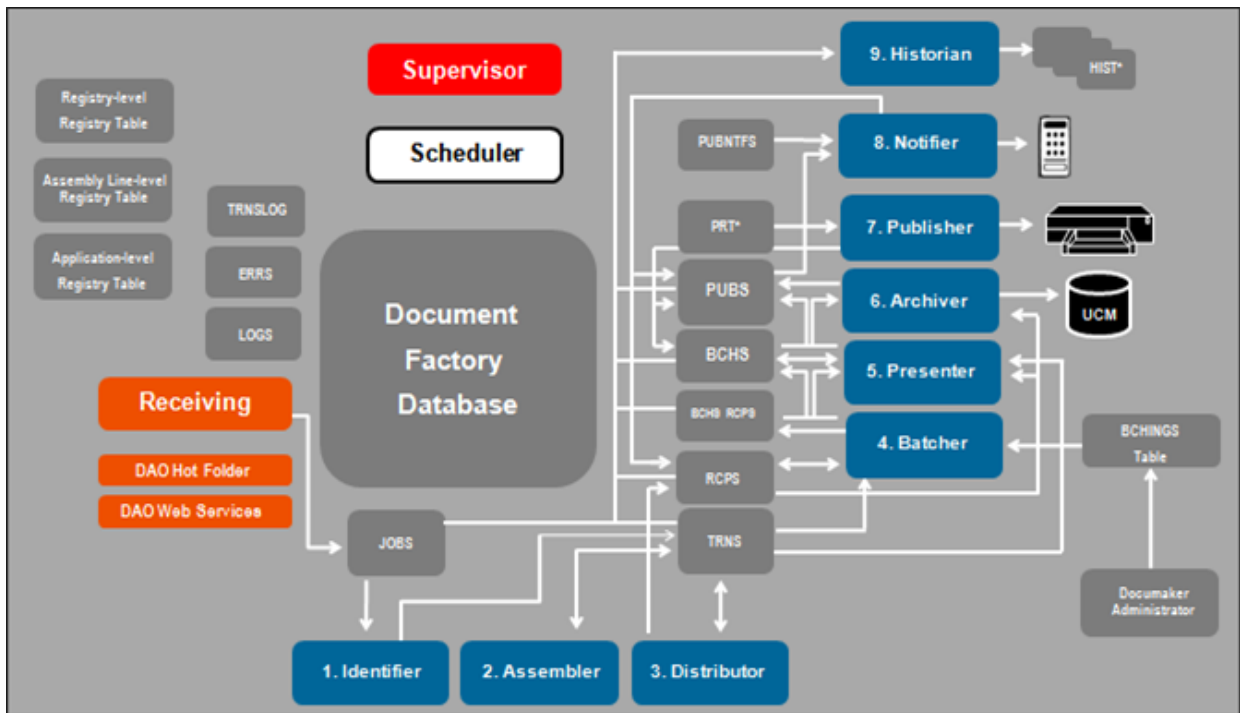 Supervisor
Scheduler
Registry-level
Registry Table
Assembly Line-level
Registry Table
Application-level
Registry Table
TRNSLOG
ERRS
LOGS
Document
Factory
Database
Receiving
DAO Hot Folder
DAO Web Services
JOBS
1. Identifier
2. Assembler
3. Distributor
PUBNTFS
PRT*
PUBS
BCHS
BCHS RCPS
RCPS
TRNS
9. Historian
8. Notifier
7. Publisher
6. Archiver
5. Presenter
4. Batcher
HIST*
UCM
BCHINGS
Table
Documaker
Administrator